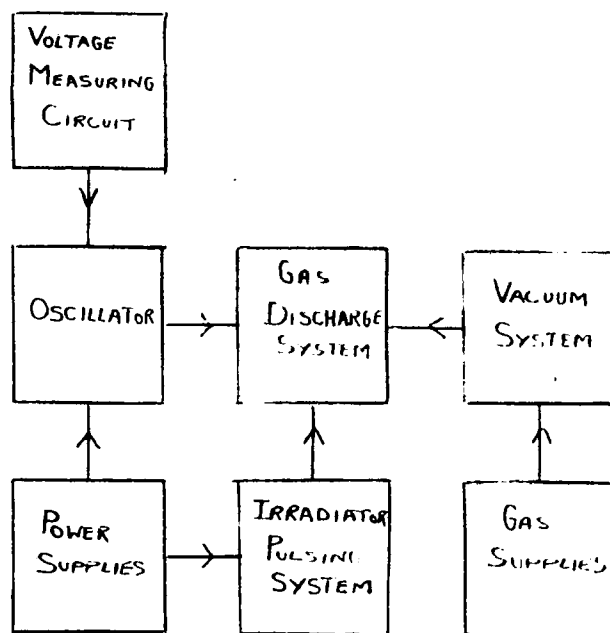 VOLTAGE
MEASURING
CIRCUIT
OSCILLATOR
GAS
DISCHARGE
SYSTEM
VACUUM
SYSTEM
POWER
SUPPLIES
IRRADIATOR
PULSING
SYSTEM
GAS
SUPPLIES